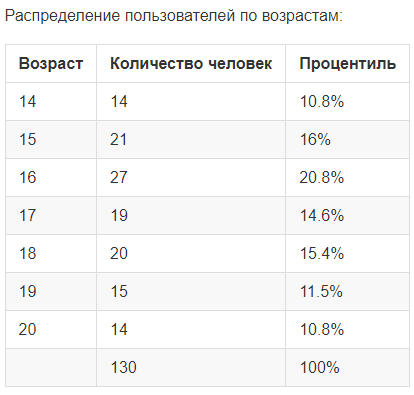 Распределение пользователей по возрастам:
Возраст Количество человек Процентиль
14 14 10.8%
15 21 16%
16 27 20.8%
17 19 14.6%
18 20 15.4%
19 15 11.5%
20 14 10.8%
130 100%